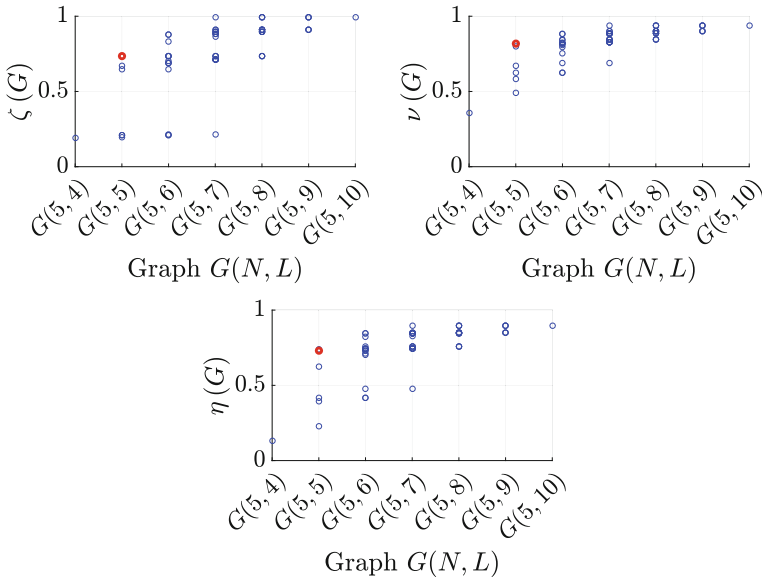 1
0.5
0
ζ (G)
G(5, 4)
G(5, 5)
G(5, 6)
G(5, 7)
G(5, 8)
G(5, 9)
G(5, 10)
Graph G(N, L)
1
0.5
0
ν (G)
G(5, 4)
G(5, 5)
G(5, 6)
G(5, 7)
G(5, 8)
G(5, 9)
G(5, 10)
Graph G(N, L)
1
0.5
0
η (G)
G(5, 4)
G(5, 5)
G(5, 6)
G(5, 7)
G(5, 8)
G(5, 9)
G(5, 10)
Graph G(N, L)